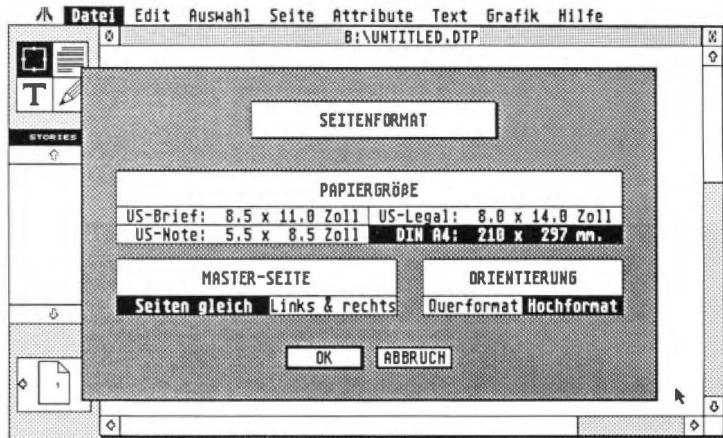 Datei Edit Auswahl Seite Attribute Text Grafik Hilfe
B:\UNTITLED.DTP
T
STORIES
SEITENFORMAT
PAPIERGRÖßE
US-Brief: 8.5 x 11.0 Zoll US-Legal: 8.0 x 14.0 Zoll
US-Note: 5.5 x 8.5 Zoll DIN A4: 210 x 297 mm.
MASTER-SEITE ORIENTIERUNG
Seiten gleich Links & rechts Querformat Hochformat
OK ABBRUCH
1